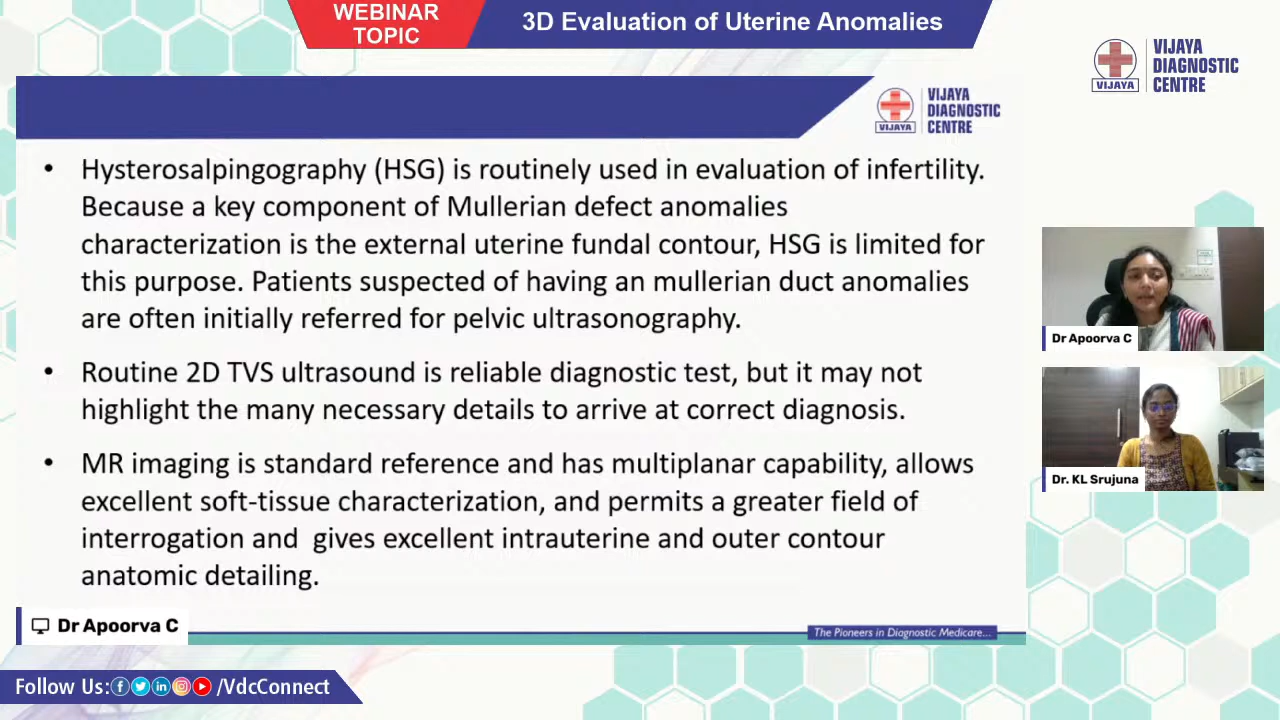 WEBINAR
TOPIC
3D Evaluation of Uterine Anomalies
VIJAYA
VIJAYA
DIAGNOSTIC
CENTRE
VIJAYA
VIJAYA
DIAGNOSTIC
CENTRE
• Hysterosalpingography (HSG) is routinely used in evaluation of infertility.
Because a key component of Mullerian defect anomalies
characterization is the external uterine fundal contour, HSG is limited for
this purpose. Patients suspected of having an mullerian duct anomalies
are often initially referred for pelvic ultrasonography.
• Routine 2D TVS ultrasound is reliable diagnostic test, but it may not
highlight the many necessary details to arrive at correct diagnosis.
• MR imaging is standard reference and has multiplanar capability, allows
excellent soft-tissue characterization, and permits a greater field of
interrogation and gives excellent intrauterine and outer contour
anatomic detailing.
Dr Apoorva C
Dr. KL Srujuna
Dr Apoorva C
The Pioneers in Diagnostic Medicare...
Follow Us: /VdcConnect